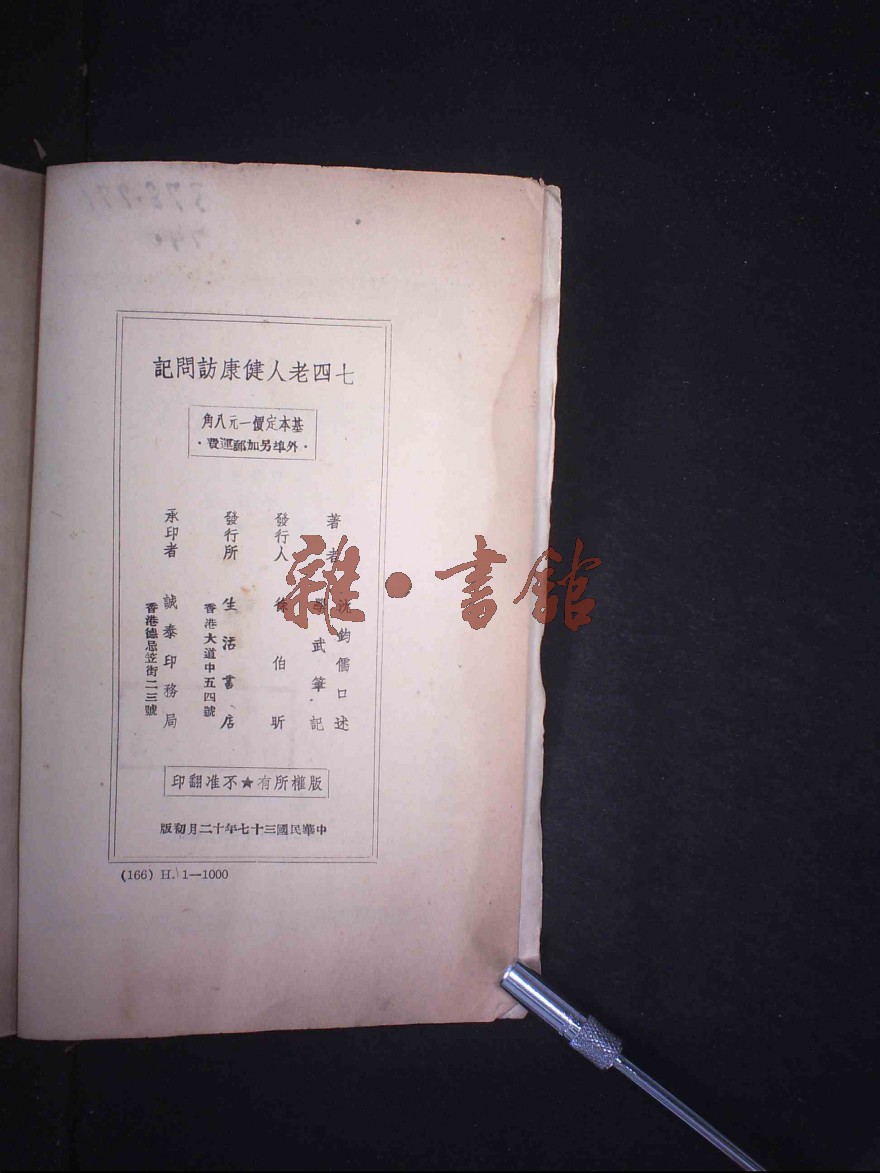 七四老人健康訪問記
基本定價一元八角
·外埠另加郵運費·
著者
沈鈞儒口述
武筆記
發行人
徐伯昕
發行所
生活書店
香港大道中五四號
承印者
誠泰印務局
香港德忌笠街二三號
版權所有★不准翻印
中華民國三十七年十二月初版
(166) H. 1—1000
雜·書館